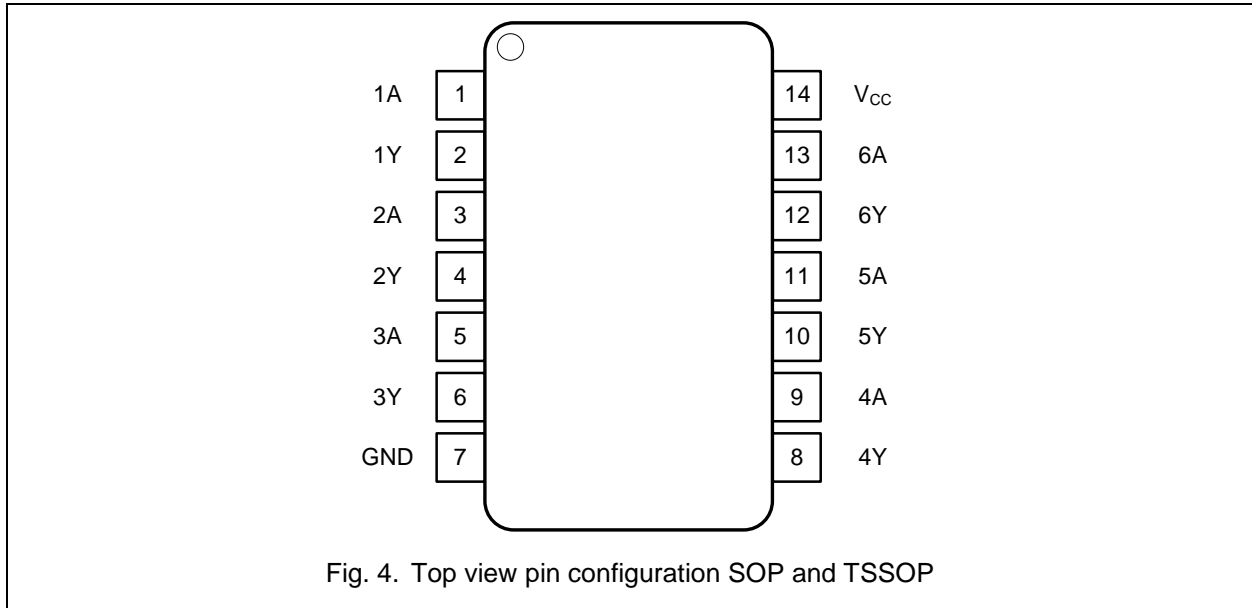 1A 1 14 VCC
1Y 2 13 6A
2A 3 12 6Y
2Y 4 11 5A
3A 5 10 5Y
3Y 6 9 4A
GND 7 8 4Y
Fig. 4. Top view pin configuration SOP and TSSOP